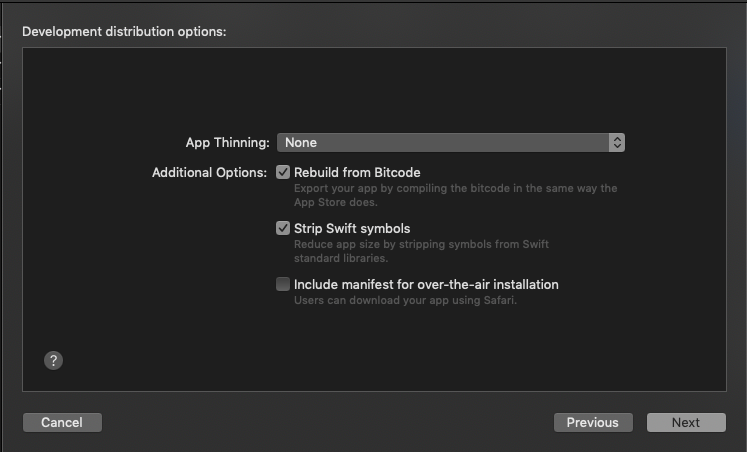 Development distribution options:
App Thinning: None
Additional Options: Rebuild from Bitcode
Export your app by compiling the bitcode in the same way the
App Store does.
Strip Swift symbols
Reduce app size by stripping symbols from Swift
standard libraries.
Include manifest for over-the-air installation
Users can download your app using Safari.
?
Cancel Previous Next